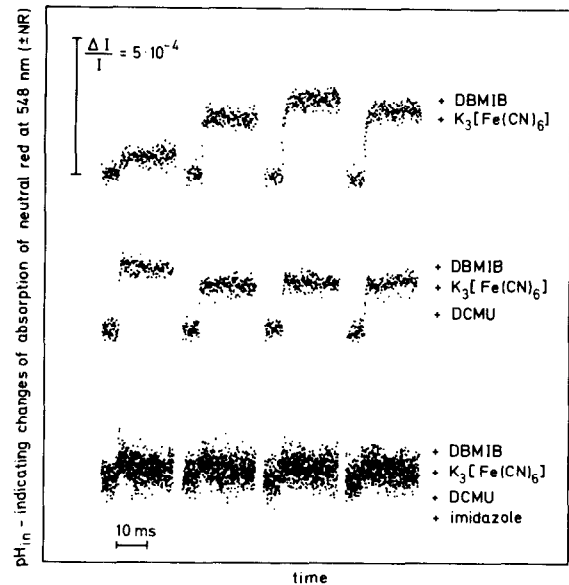 ΔI
I
= 5·10⁻⁴
+ DBMIB
+ K₃[Fe(CN)₆]
+ DBMIB
+ K₃[Fe(CN)₆]
+ DCMU
+ DBMIB
+ K₃[Fe(CN)₆]
+ DCMU
+ imidazole
10 ms
time
pHᵢₙ - indicating changes of absorption of neutral red at 548 nm (±NR)